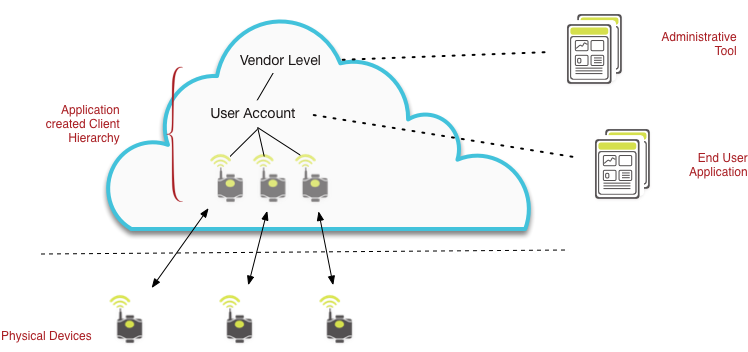 Vendor Level
Administrative
Tool
Application
created Client
Hierarchy
User Account
End User
Application
Physical Devices